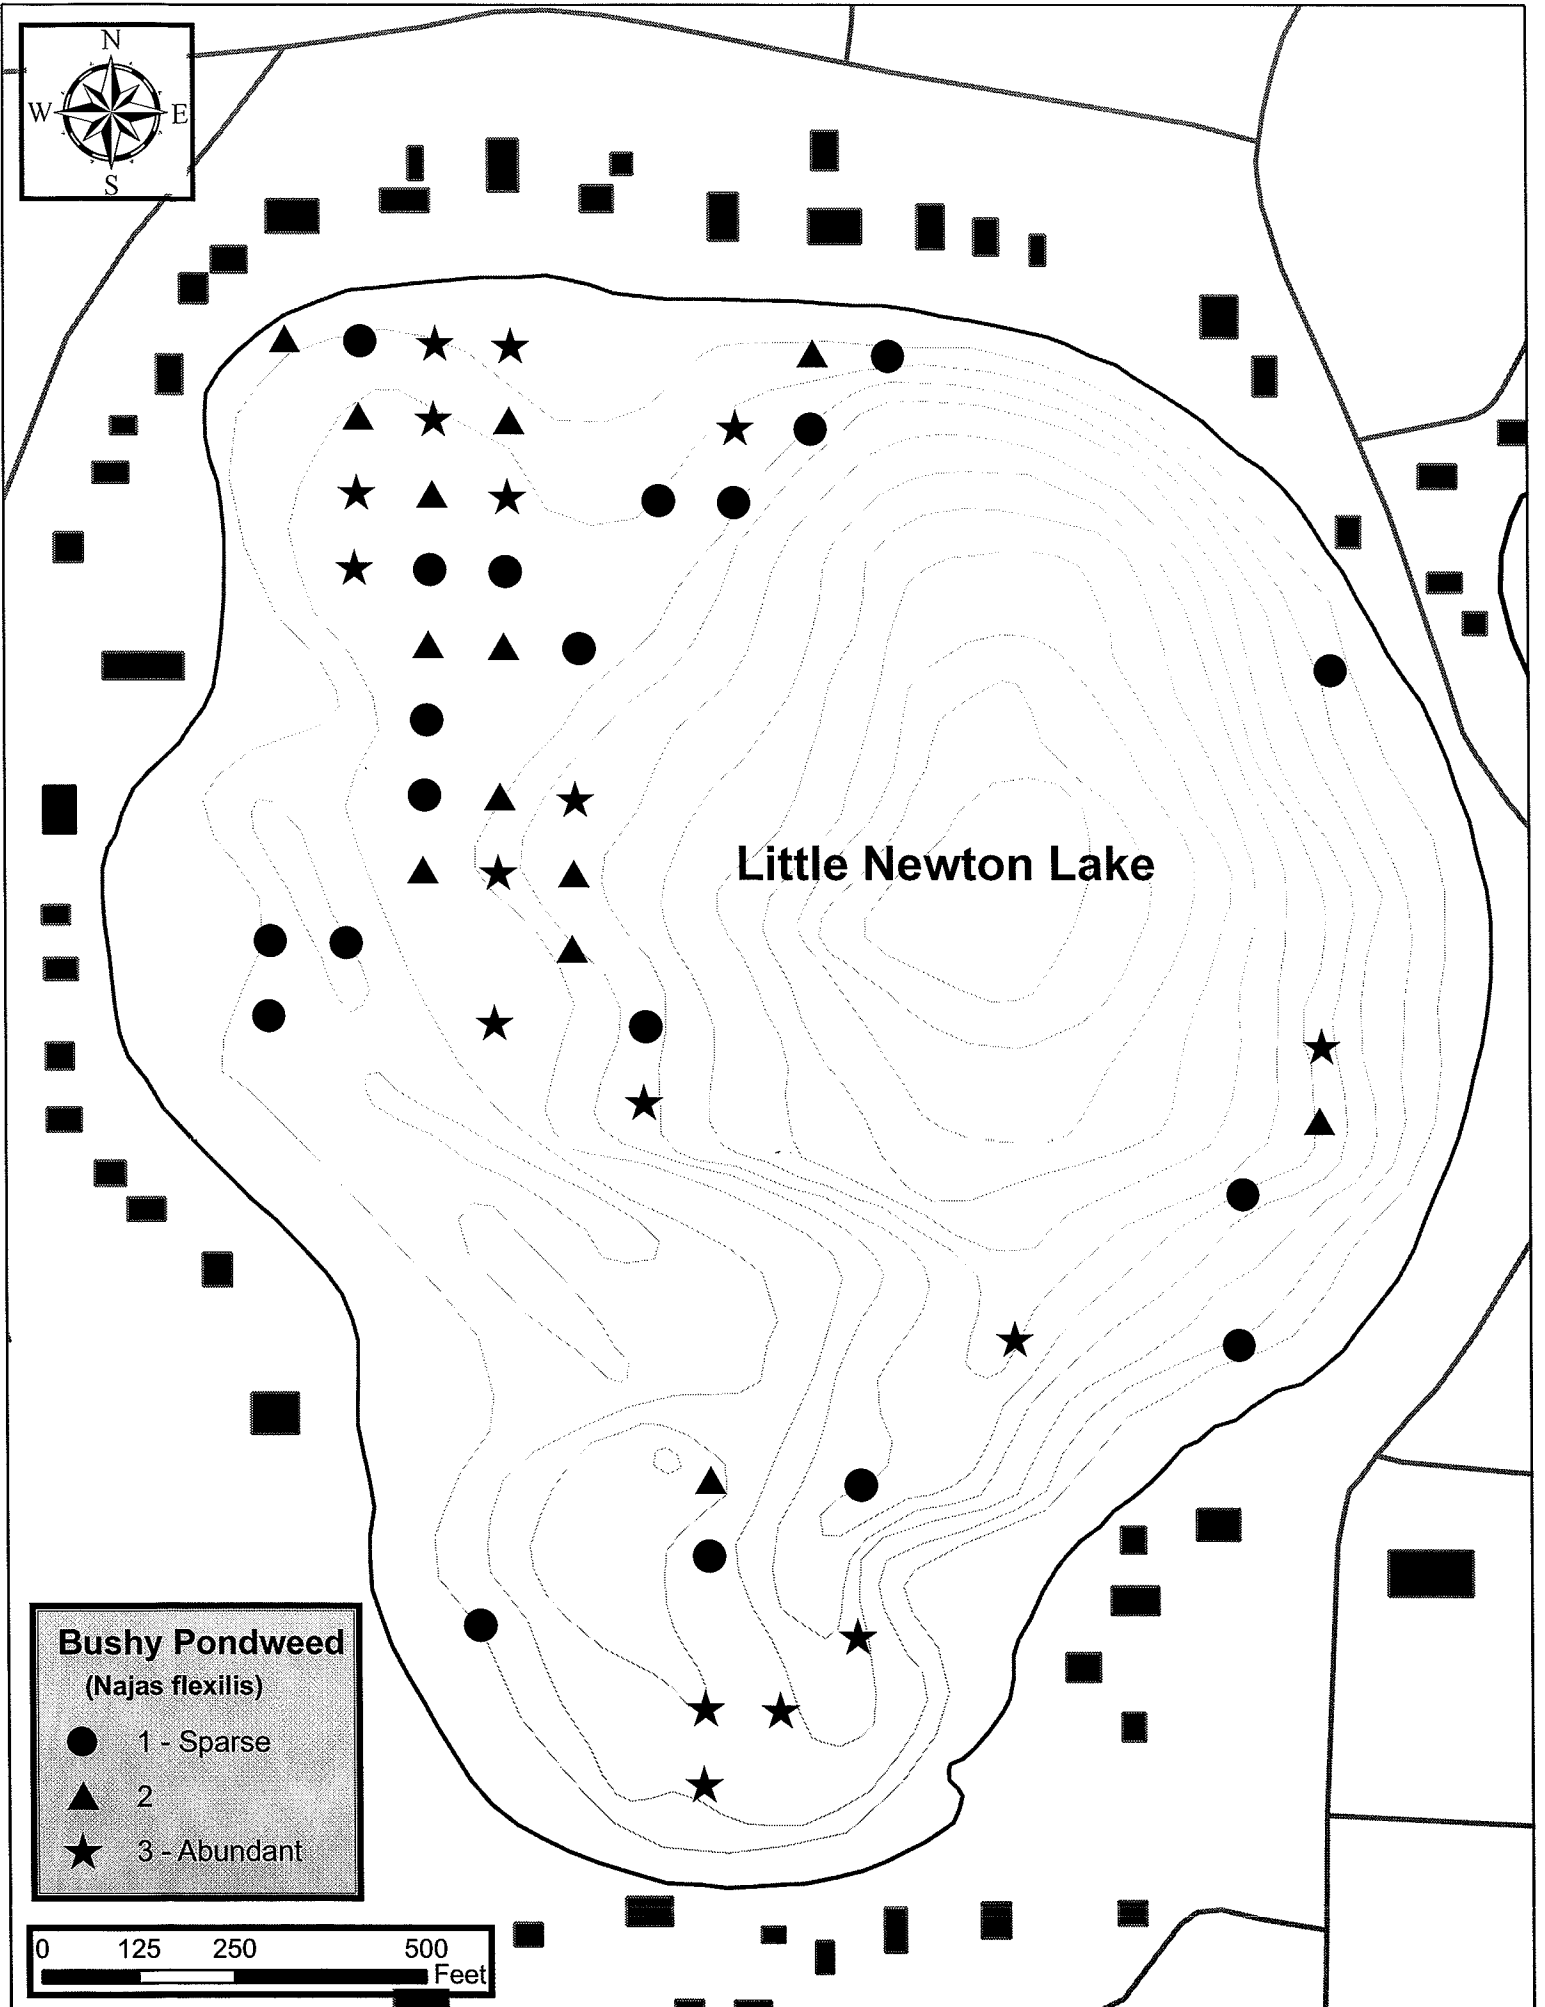 N
W E
S
Little Newton Lake
Bushy Pondweed
(Najas flexilis)
1 - Sparse
2
3 - Abundant
0 125 250 500
Feet